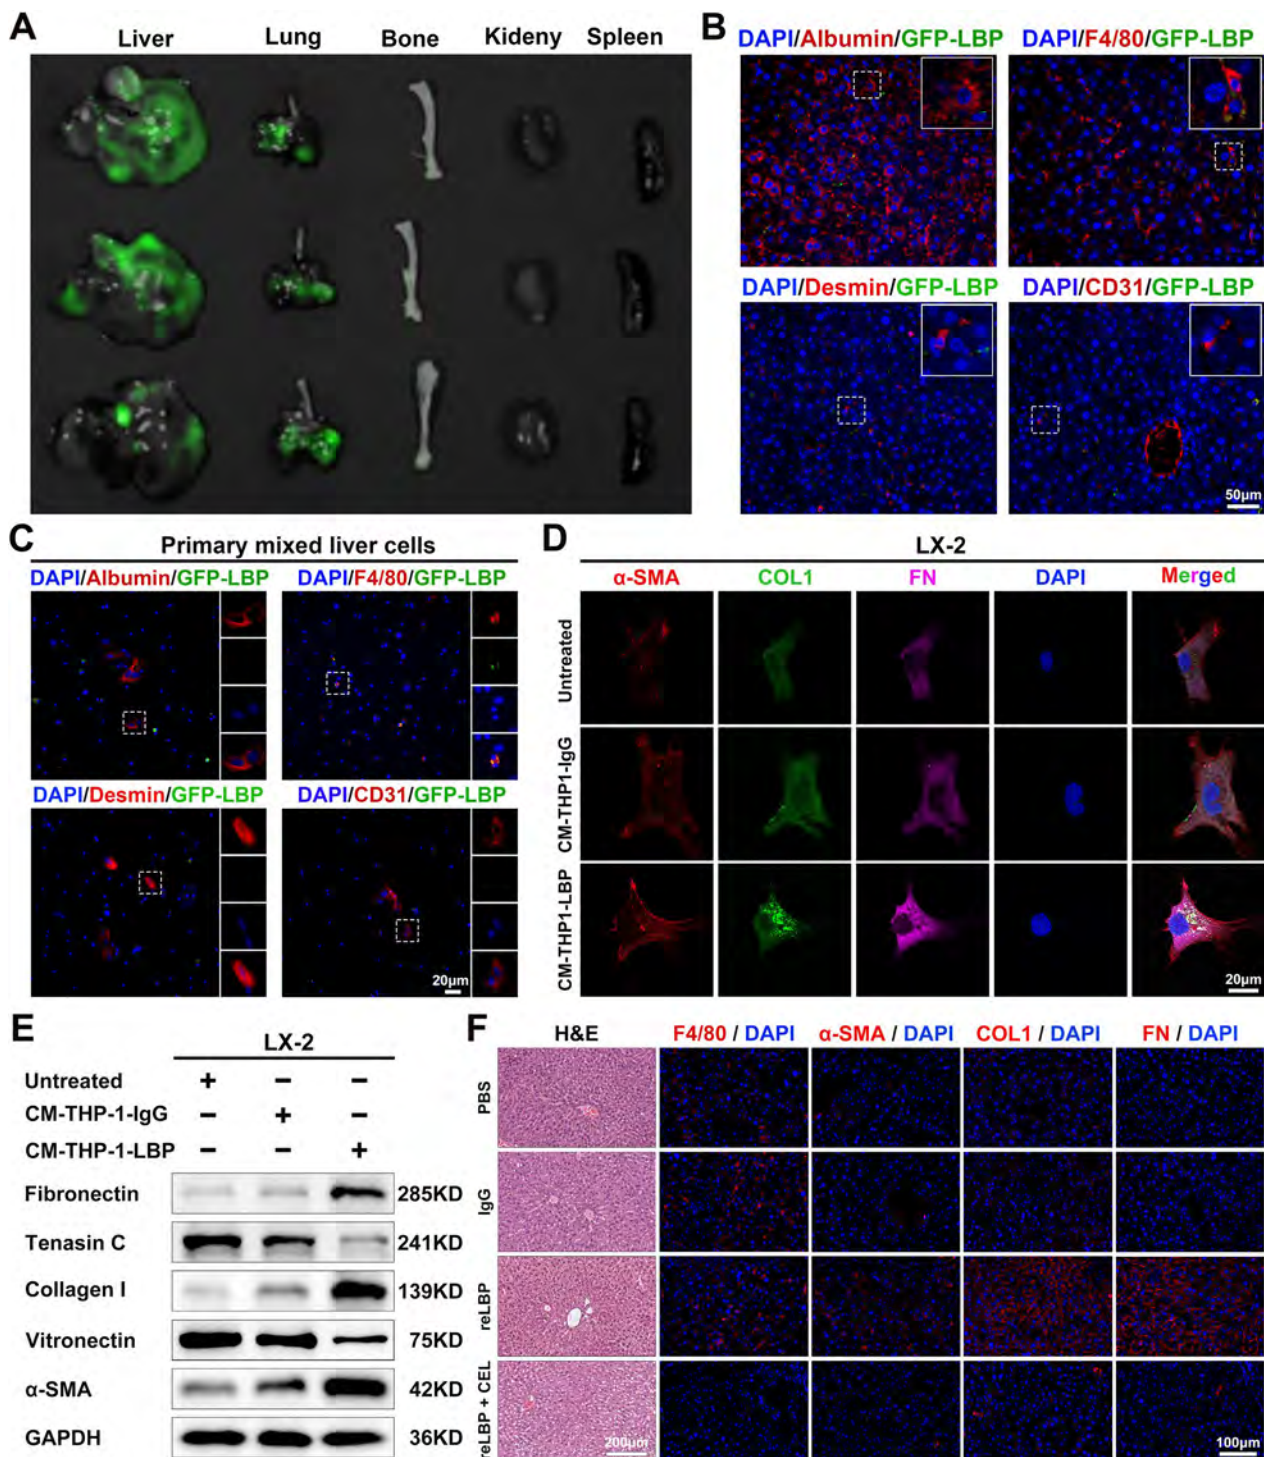 A
Liver Lung Bone Kideny Spleen
B
DAPI/Albumin/GFP-LBP DAPI/F4/80/GFP-LBP
DAPI/Desmin/GFP-LBP DAPI/CD31/GFP-LBP
50μm
C
Primary mixed liver cells
DAPI/Albumin/GFP-LBP DAPI/F4/80/GFP-LBP
DAPI/Desmin/GFP-LBP DAPI/CD31/GFP-LBP
20μm
D
LX-2
α-SMA COL1 FN DAPI Merged
Untreated
CM-THP1-IgG
CM-THP1-LBP
20μm
E
LX-2
Untreated + − −
CM-THP-1-IgG − + −
CM-THP-1-LBP − − +
Fibronectin 285KD
Tenasin C 241KD
Collagen I 139KD
Vitronectin 75KD
α-SMA 42KD
GAPDH 36KD
F
H&E F4/80 / DAPI α-SMA / DAPI COL1 / DAPI FN / DAPI
PBS
IgG
reLBP
reLBP + CEL
200μm 100μm